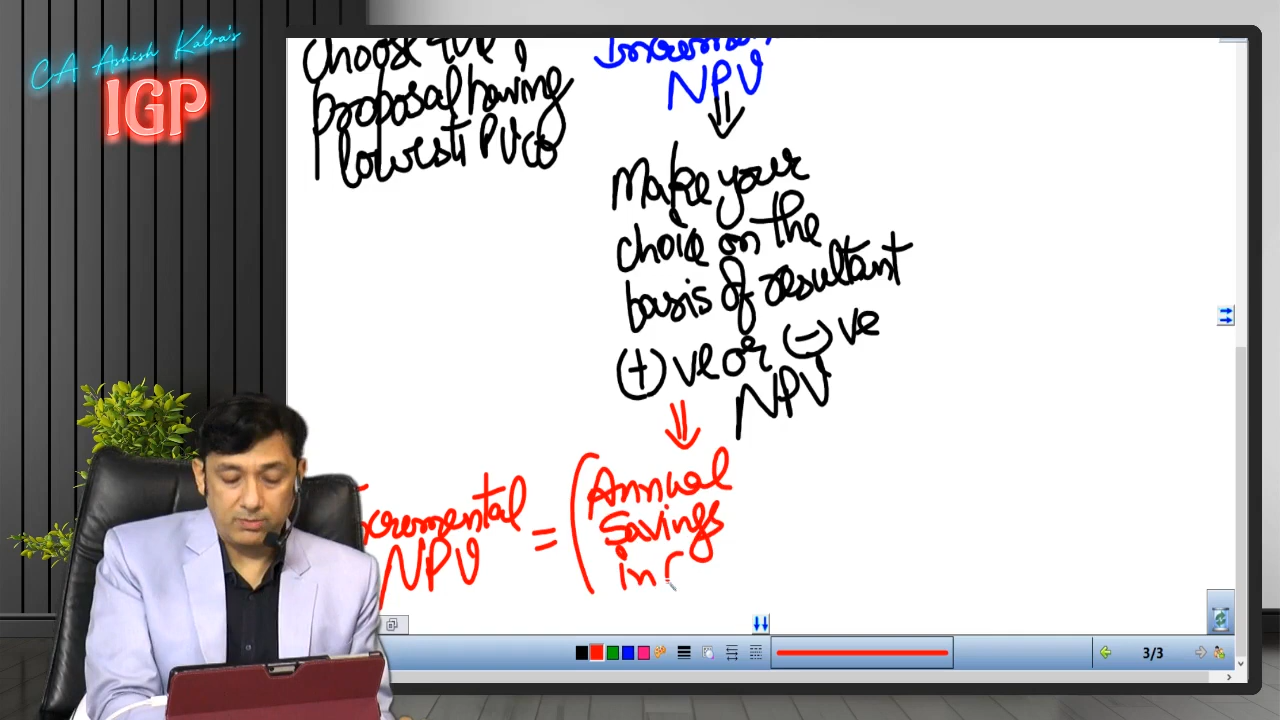 CA Ashish Kalra's
IGP
Choose the
proposal having
lowest PVCO
NPV
Make your
choice on the
basis of resultant
(+)ve or (-)ve
NPV
cremental
NPV
= (Annual
Savings
in
3/3